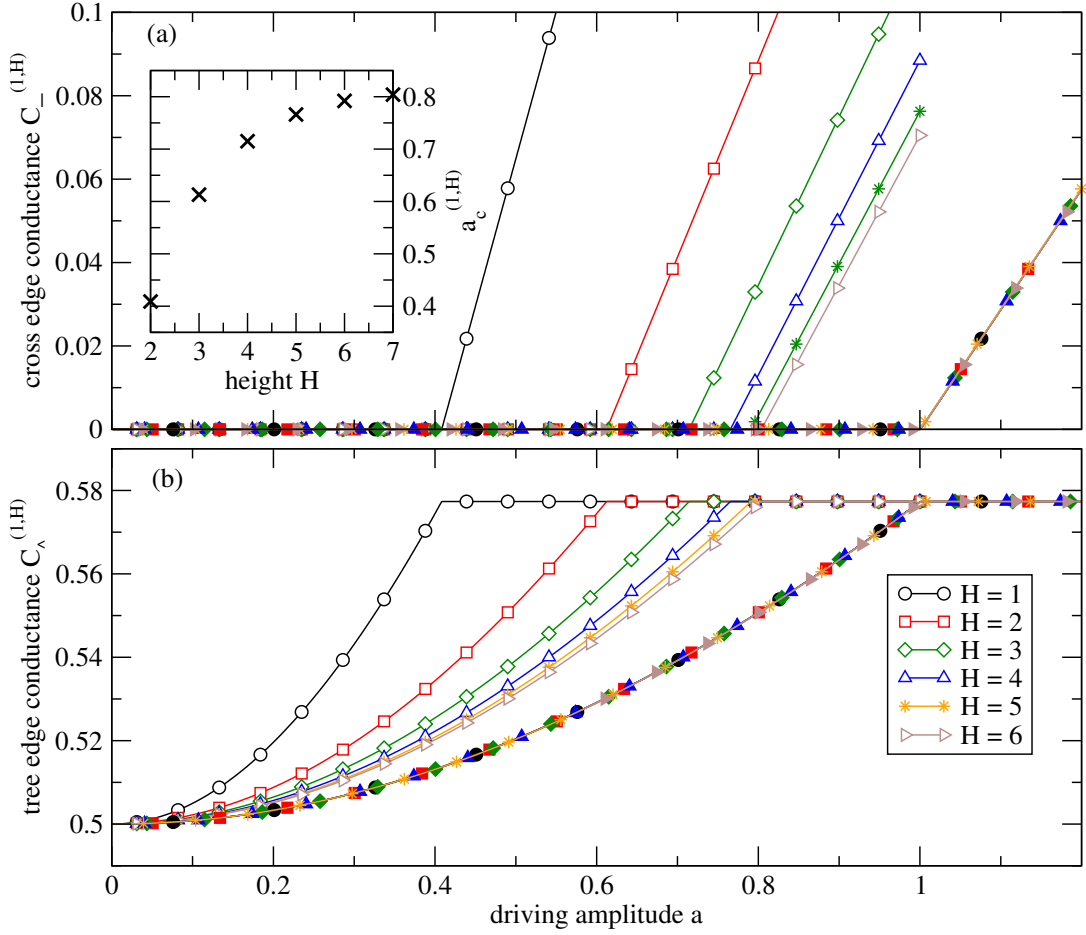 (a)
0.1
0.08
0.06
0.04
0.02
0
cross edge conductance C_(1,H)
0.8
0.7
0.6
0.5
0.4
a_c^(1,H)
2 3 4 5 6 7
height H
(b)
0.58
0.56
0.54
0.52
0.5
tree edge conductance C_^(1,H)
H = 1
H = 2
H = 3
H = 4
H = 5
H = 6
0 0.2 0.4 0.6 0.8 1
driving amplitude a